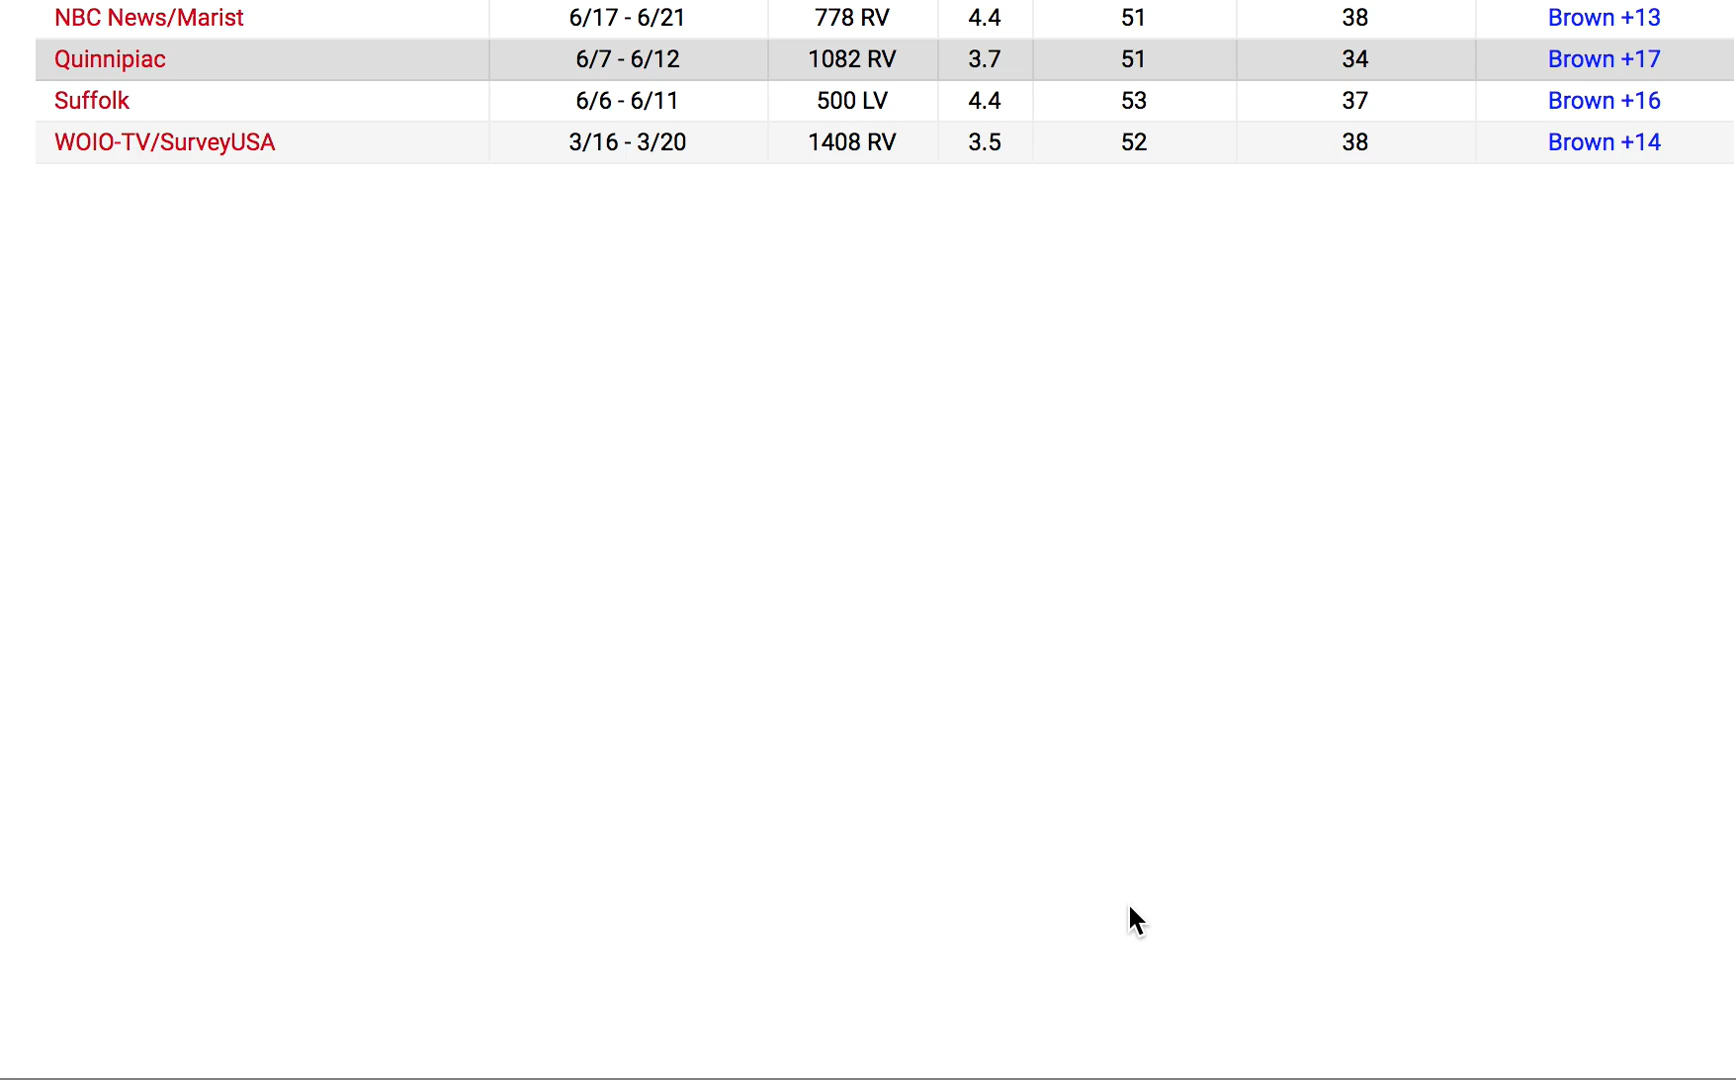 NBC News/Marist 6/17 - 6/21 778 RV 4.4 51 38 Brown +13
Quinnipiac 6/7 - 6/12 1082 RV 3.7 51 34 Brown +17
Suffolk 6/6 - 6/11 500 LV 4.4 53 37 Brown +16
WOIO-TV/SurveyUSA 3/16 - 3/20 1408 RV 3.5 52 38 Brown +14